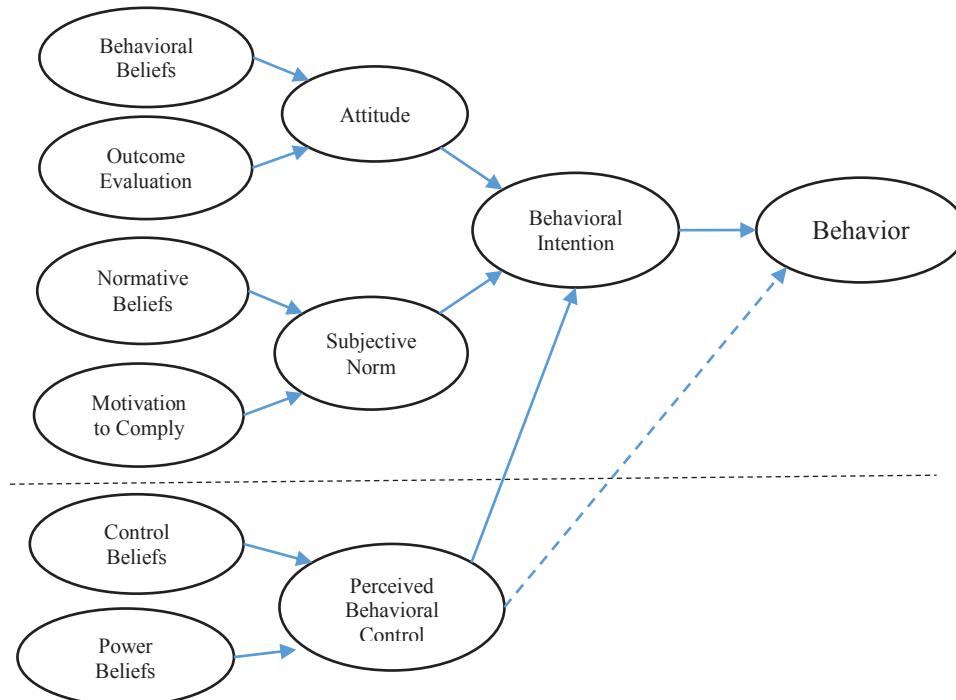 Behavioral
Beliefs
Attitude
Outcome
Evaluation
Behavioral
Intention
Behavior
Normative
Beliefs
Subjective
Norm
Motivation
to Comply
Control
Beliefs
Perceived
Behavioral
Control
Power
Beliefs